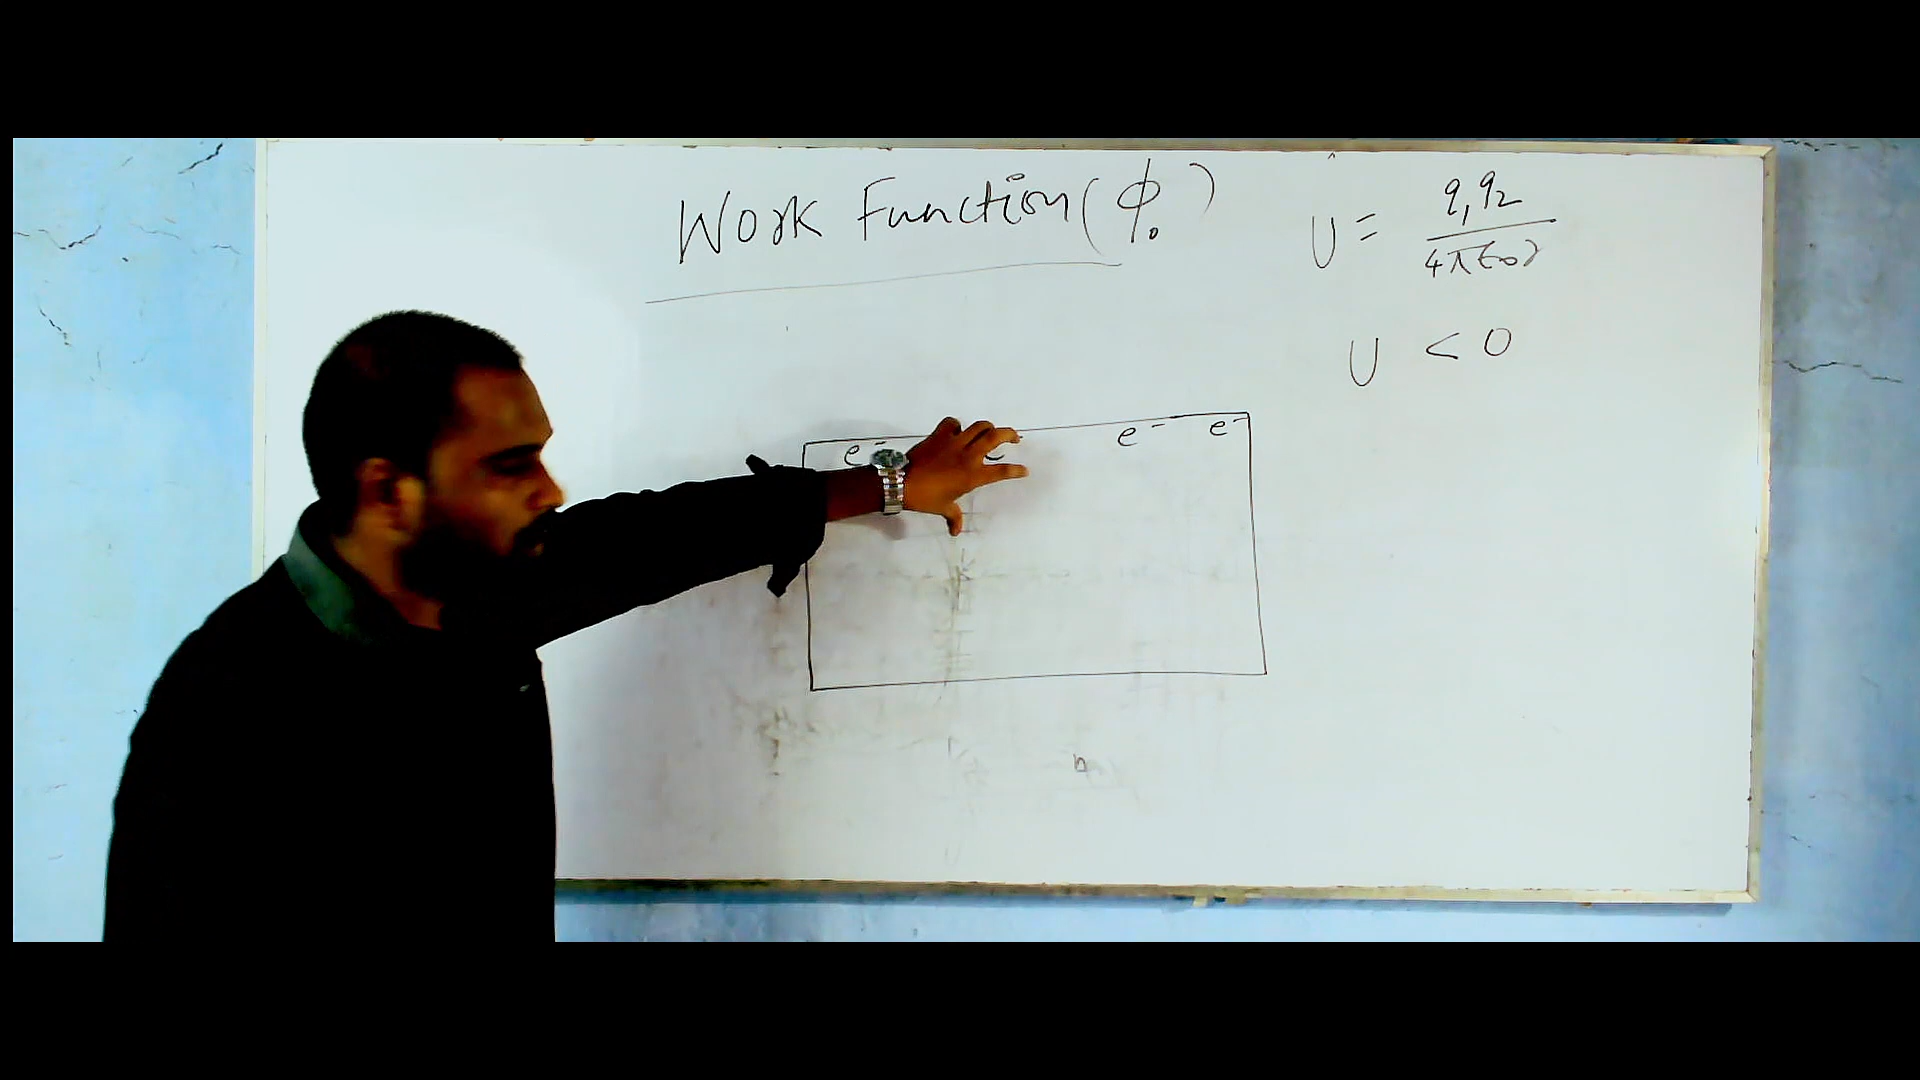 Work Function (ϕ₀)
U = q₁q₂ / 4πε₀r
U < 0
e⁻ e⁻ e⁻